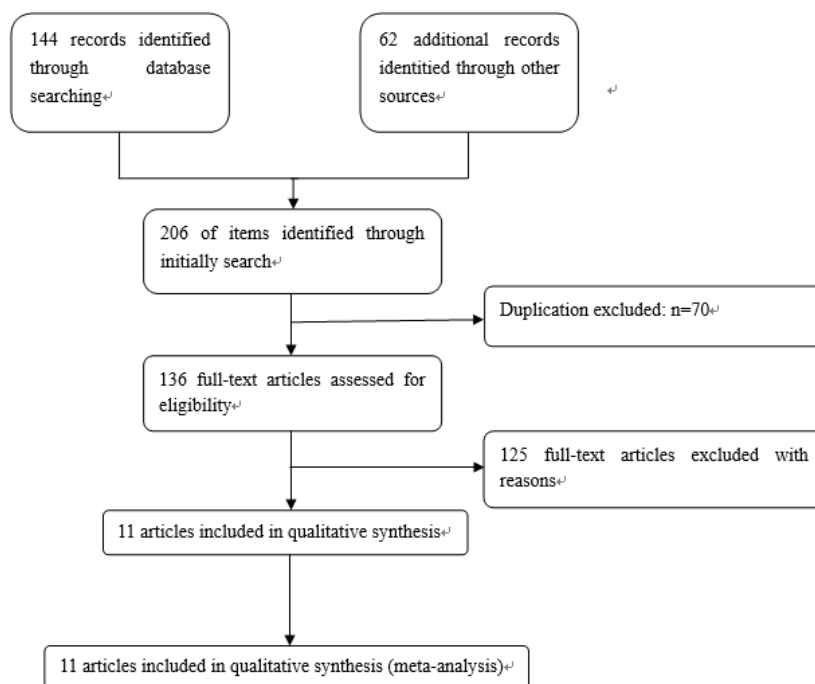 144 records identified
through database
searching↵
62 additional records
identitied through other
sources↵
↵
206 of items identified through
initially search↵
Duplication excluded: n=70↵
136 full-text articles assessed for
eligibility↵
125 full-text articles excluded with
reasons↵
11 articles included in qualitative synthesis↵
11 articles included in qualitative synthesis (meta-analysis)↵